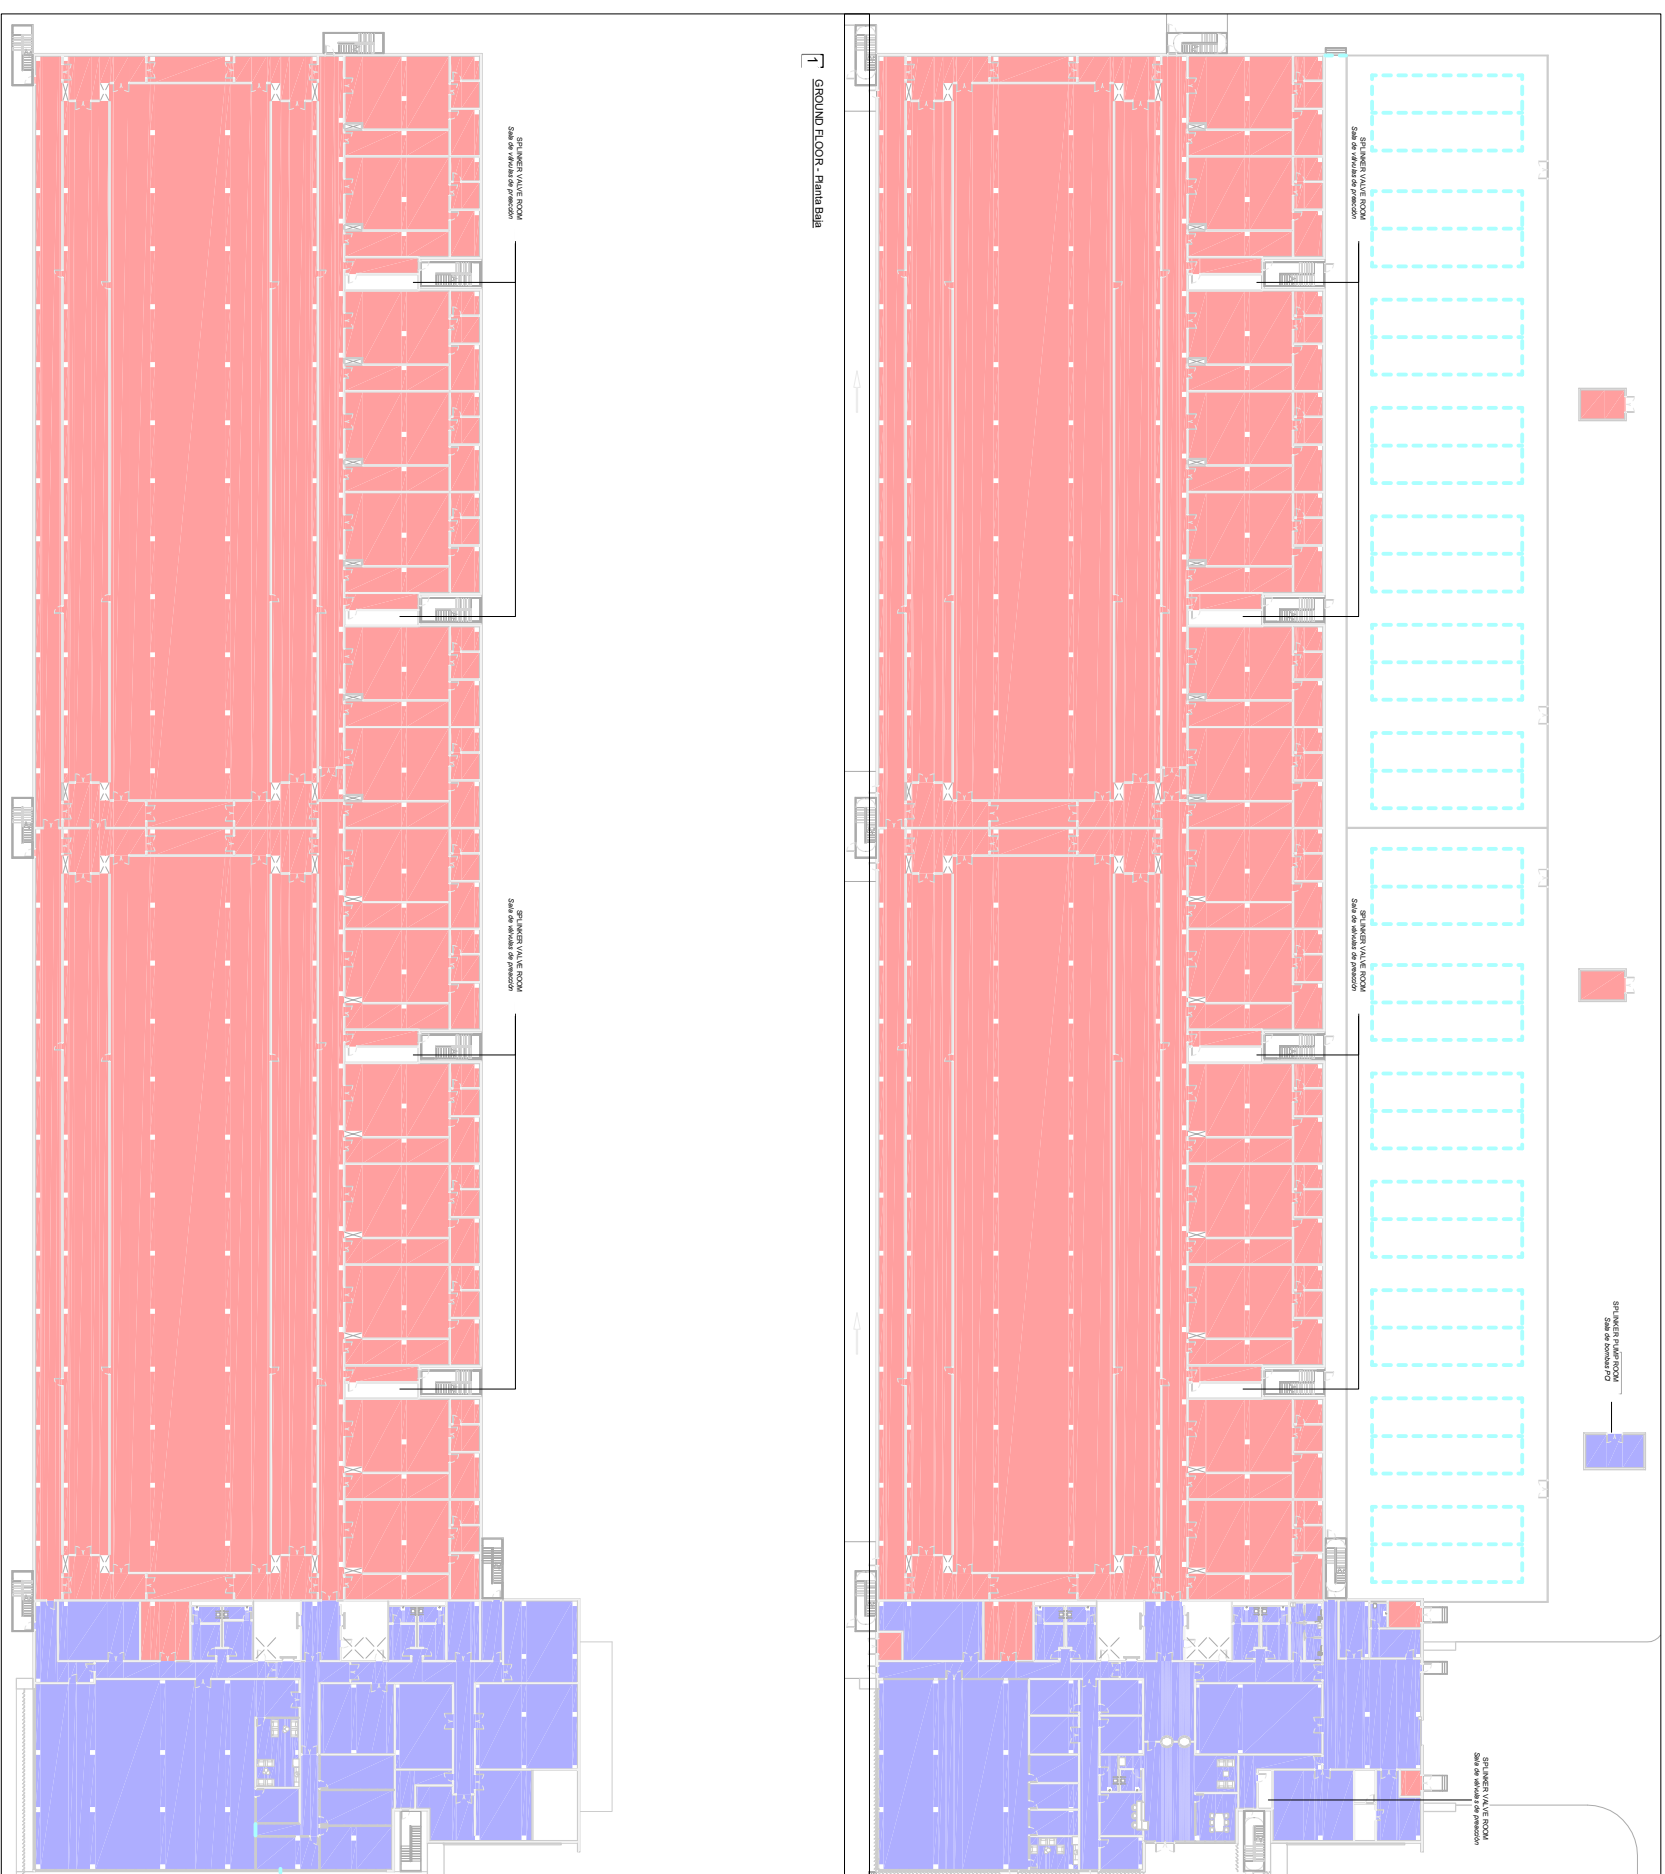 1
GROUND FLOOR - Planta Baja
SPLINKER VALVE ROOM
Sala de válvulas de preacción
SPLINKER VALVE ROOM
Sala de válvulas de preacción
SPLINKER VALVE ROOM
Sala de válvulas de preacción
SPLINKER VALVE ROOM
Sala de válvulas de preacción
SPLINKER PUMP ROOM
Sala de bombas PCI
SPLINKER VALVE ROOM
Sala de válvulas de preacción